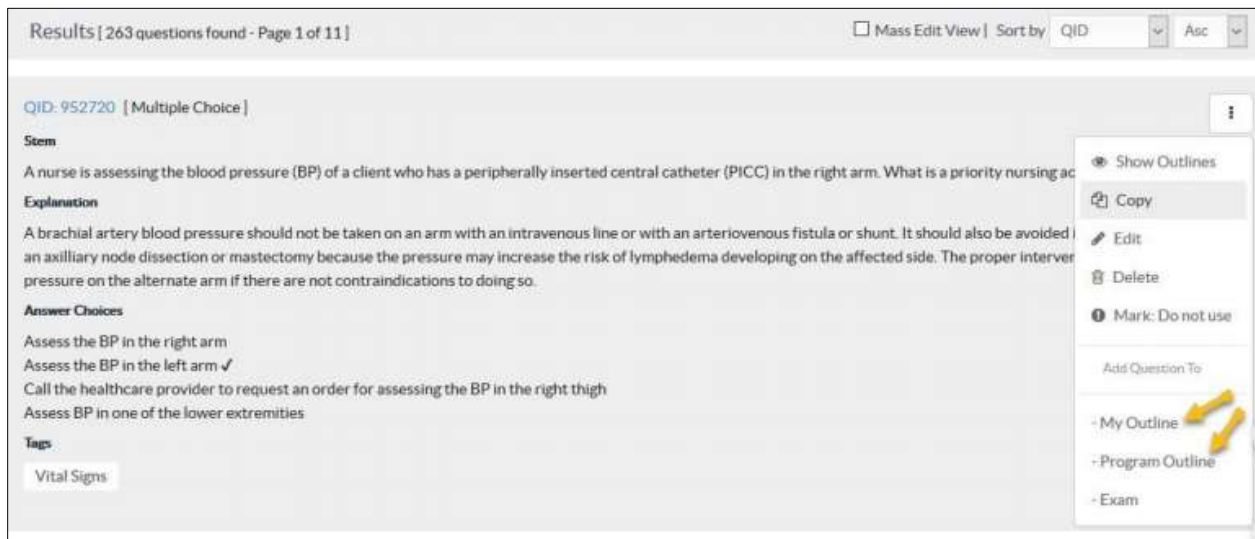 Results [ 263 questions found - Page 1 of 11 ]
Mass Edit View | Sort by QID Asc
QID: 952720 [ Multiple Choice ]
Stem
A nurse is assessing the blood pressure (BP) of a client who has a peripherally inserted central catheter (PICC) in the right arm. What is a priority nursing ac
Explanation
A brachial artery blood pressure should not be taken on an arm with an intravenous line or with an arteriovenous fistula or shunt. It should also be avoided i
an axilliary node dissection or mastectomy because the pressure may increase the risk of lymphedema developing on the affected side. The proper interver
pressure on the alternate arm if there are not contraindications to doing so.
Answer Choices
Assess the BP in the right arm
Assess the BP in the left arm ✓
Call the healthcare provider to request an order for assessing the BP in the right thigh
Assess BP in one of the lower extremities
Tags
Vital Signs
Show Outlines
Copy
Edit
Delete
Mark: Do not use
Add Question To
- My Outline
- Program Outline
- Exam